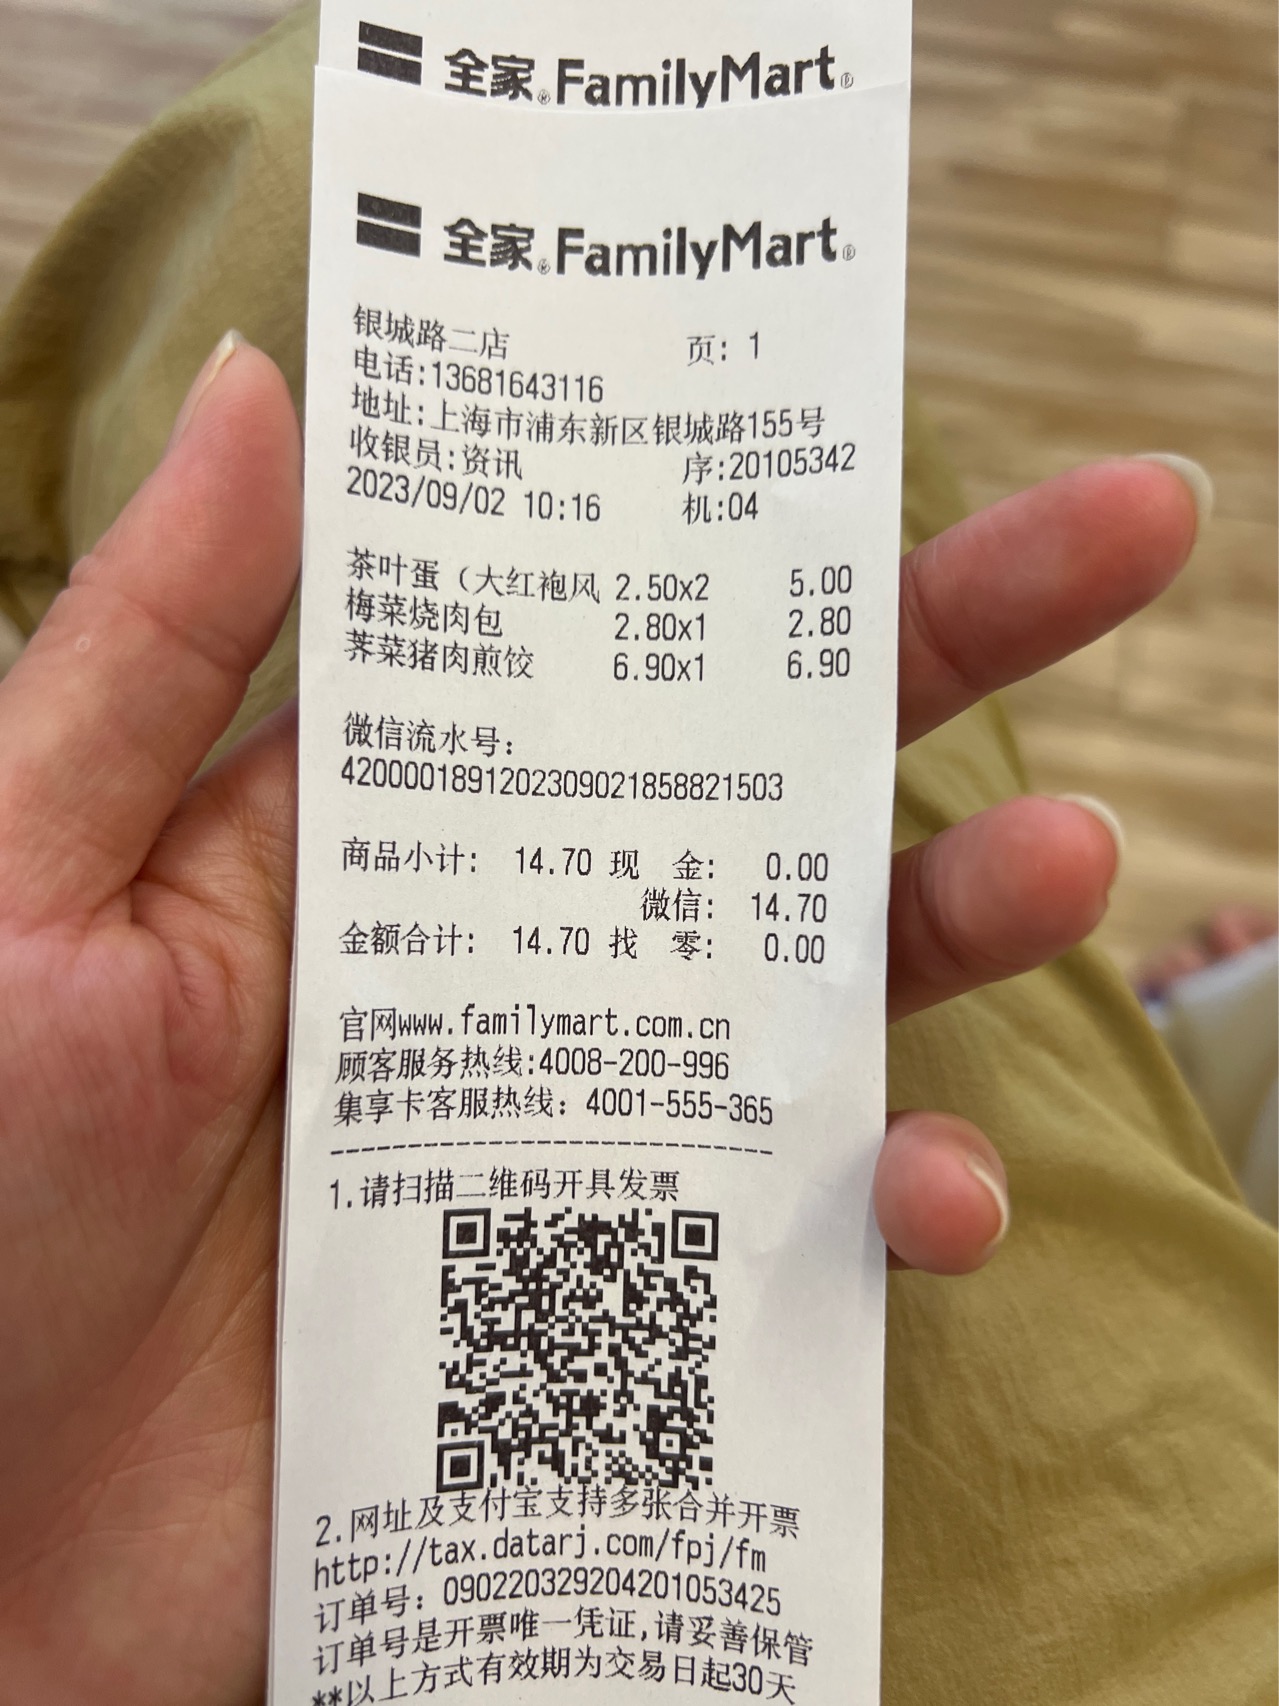 全家 FamilyMart
全家 FamilyMart
银城路二店 页: 1
电话:13681643116
地址:上海市浦东新区银城路155号
收银员:资讯 序:20105342
2023/09/02 10:16 机:04
茶叶蛋（大红袍风 2.50x2 5.00
梅菜烧肉包 2.80x1 2.80
荠菜猪肉煎饺 6.90x1 6.90
微信流水号:
4200001891202309021858821503
商品小计: 14.70 现 金: 0.00
微信: 14.70
金额合计: 14.70 找 零: 0.00
官网www.familymart.com.cn
顾客服务热线:4008-200-996
集享卡客服热线: 4001-555-365
1.请扫描二维码开具发票
2.网址及支付宝支持多张合并开票
http://tax.datarj.com/fpj/fm
订单号: 090220329204201053425
订单号是开票唯一凭证,请妥善保管
**以上方式有效期为交易日起30天